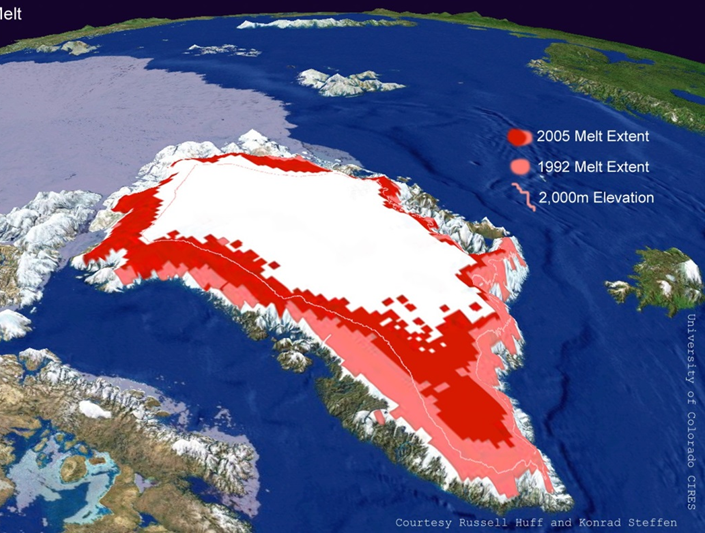 Melt
2005 Melt Extent
1992 Melt Extent
2,000m Elevation
University of Colorado CIRES
Courtesy Russell Huff and Konrad Steffen